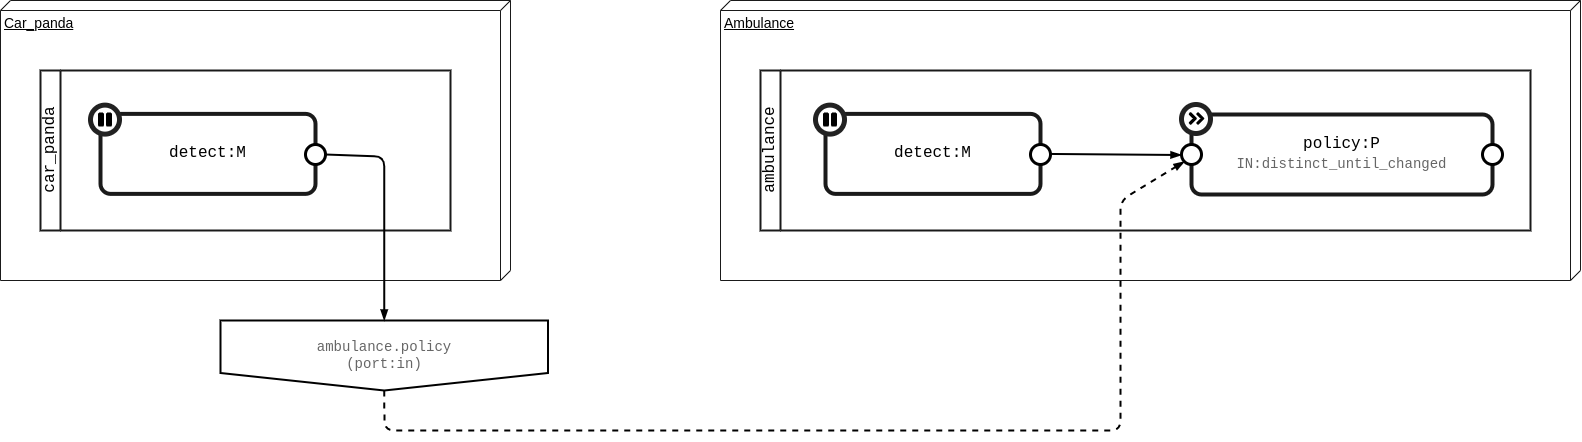 Car_panda
car_panda
detect:M
Ambulance
ambulance
detect:M
policy:P
IN:distinct_until_changed
ambulance.policy
(port:in)